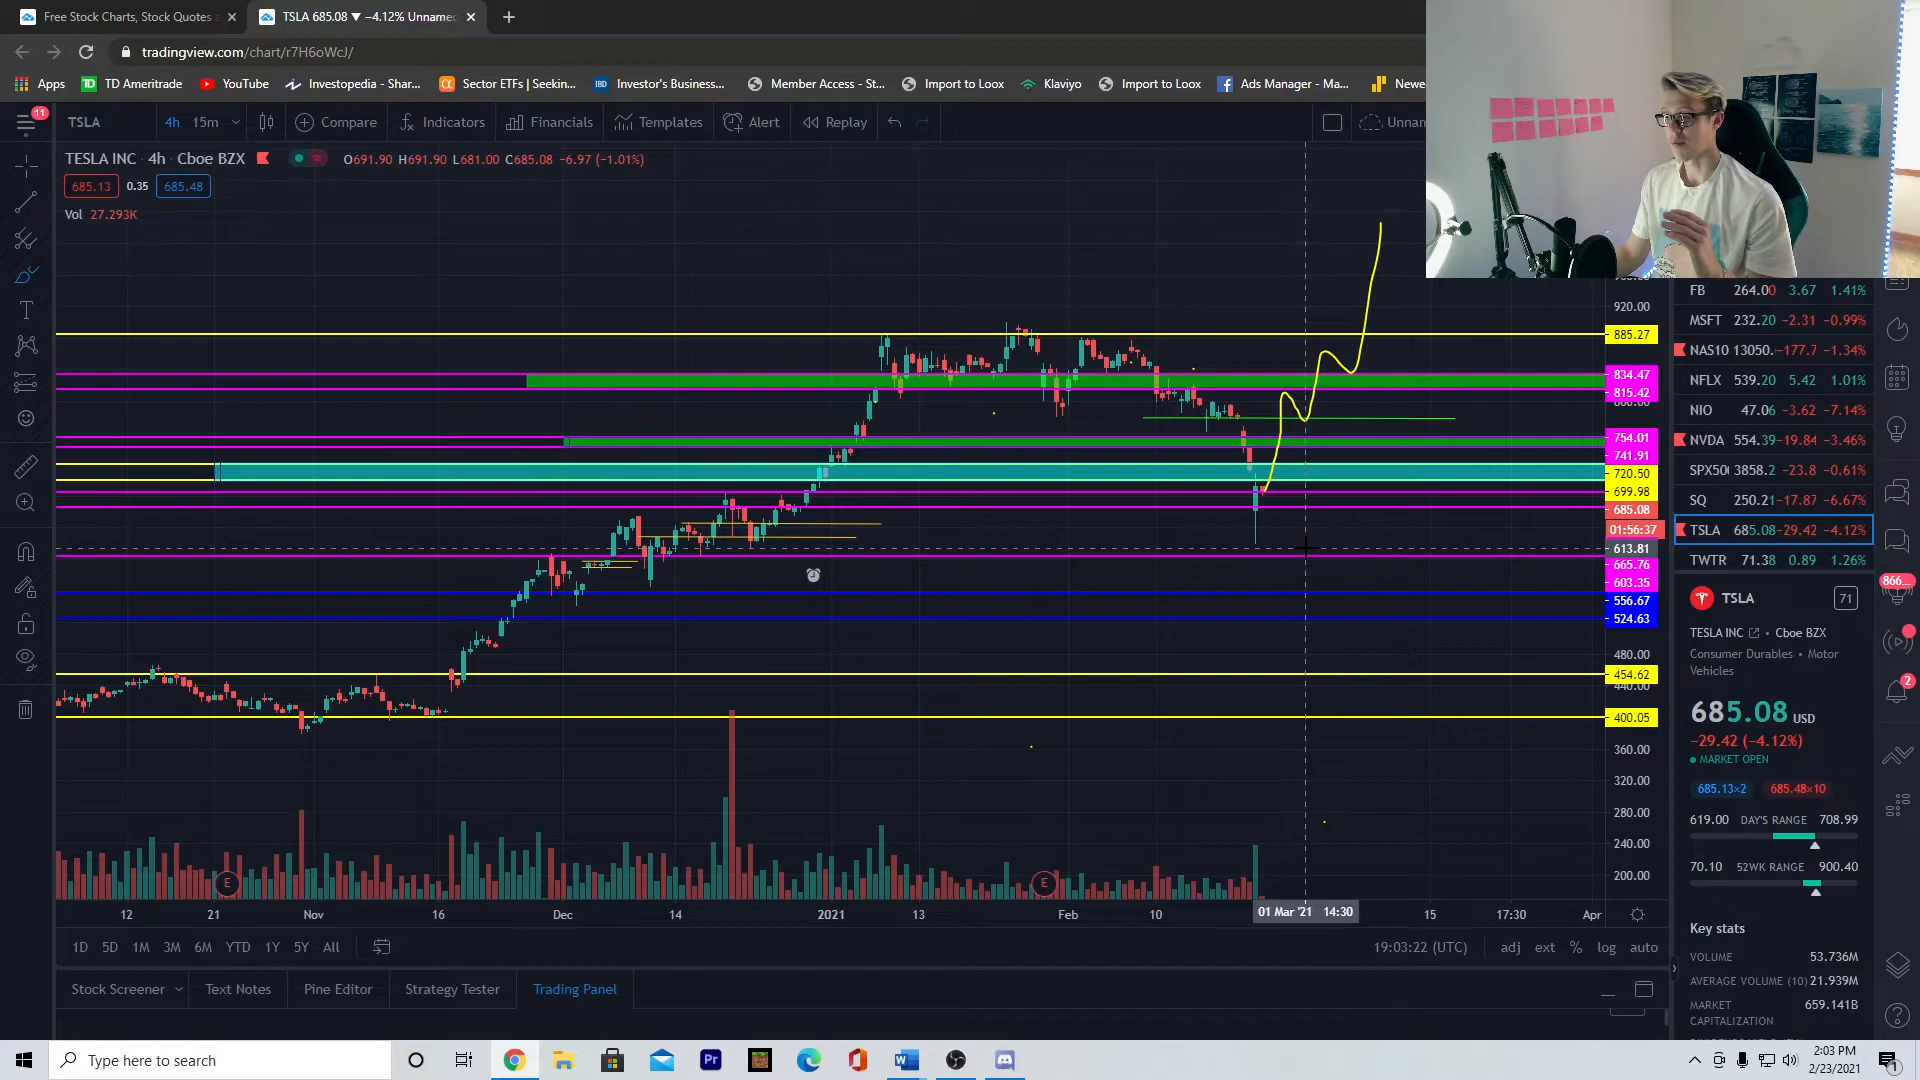 Free Stock Charts, Stock Quotes a
TSLA 685.08 ▼ −4.12% Unnamed
tradingview.com/chart/r7H6oWcJ/
Apps TD Ameritrade YouTube Investopedia - Shar... Sector ETFs | Seekin... IBD Investor's Business... Member Access - St... Import to Loox Klaviyo Import to Loox Ads Manager - Ma... Newe
11 TSLA 4h 15m Compare Indicators Financials Templates Alert Replay Unnam
TESLA INC · 4h · Cboe BZX O691.90 H691.90 L681.00 C685.08 −6.97 (−1.01%)
685.13 0.35 685.48
Vol 27.293K
920.00
885.27
834.47
815.42
800.00
754.01
741.91
720.50
699.98
685.08
01:56:37
613.81
665.76
603.35
556.67
524.63
480.00
454.62
440.00
400.05
360.00
320.00
280.00
240.00
200.00
E E
12 21 Nov 16 Dec 14 2021 13 Feb 10 01 Mar '21 14:30 15 17:30 Apr
1D 5D 1M 3M 6M YTD 1Y 5Y All 19:03:22 (UTC) adj ext % log auto
Stock Screener Text Notes Pine Editor Strategy Tester Trading Panel
FB 264.00 3.67 1.41%
MSFT 232.20 −2.31 −0.99%
NAS10 13050. −177.7 −1.34%
NFLX 539.20 5.42 1.01%
NIO 47.06 −3.62 −7.14%
NVDA 554.39 −19.84 −3.46%
SPX500 3858.2 −23.8 −0.61%
SQ 250.21 −17.87 −6.67%
TSLA 685.08 −29.42 −4.12%
TWTR 71.38 0.89 1.26%
TSLA 71
TESLA INC • Cboe BZX
Consumer Durables • Motor
Vehicles
685.08 USD
−29.42 (−4.12%)
MARKET OPEN
685.13×2 685.48×10
619.00 DAY'S RANGE 708.99
70.10 52WK RANGE 900.40
Key stats
VOLUME 53.736M
AVERAGE VOLUME (10) 21.939M
MARKET 659.141B
CAPITALIZATION
866...
2
Type here to search
Pr
2:03 PM
2/23/2021
1